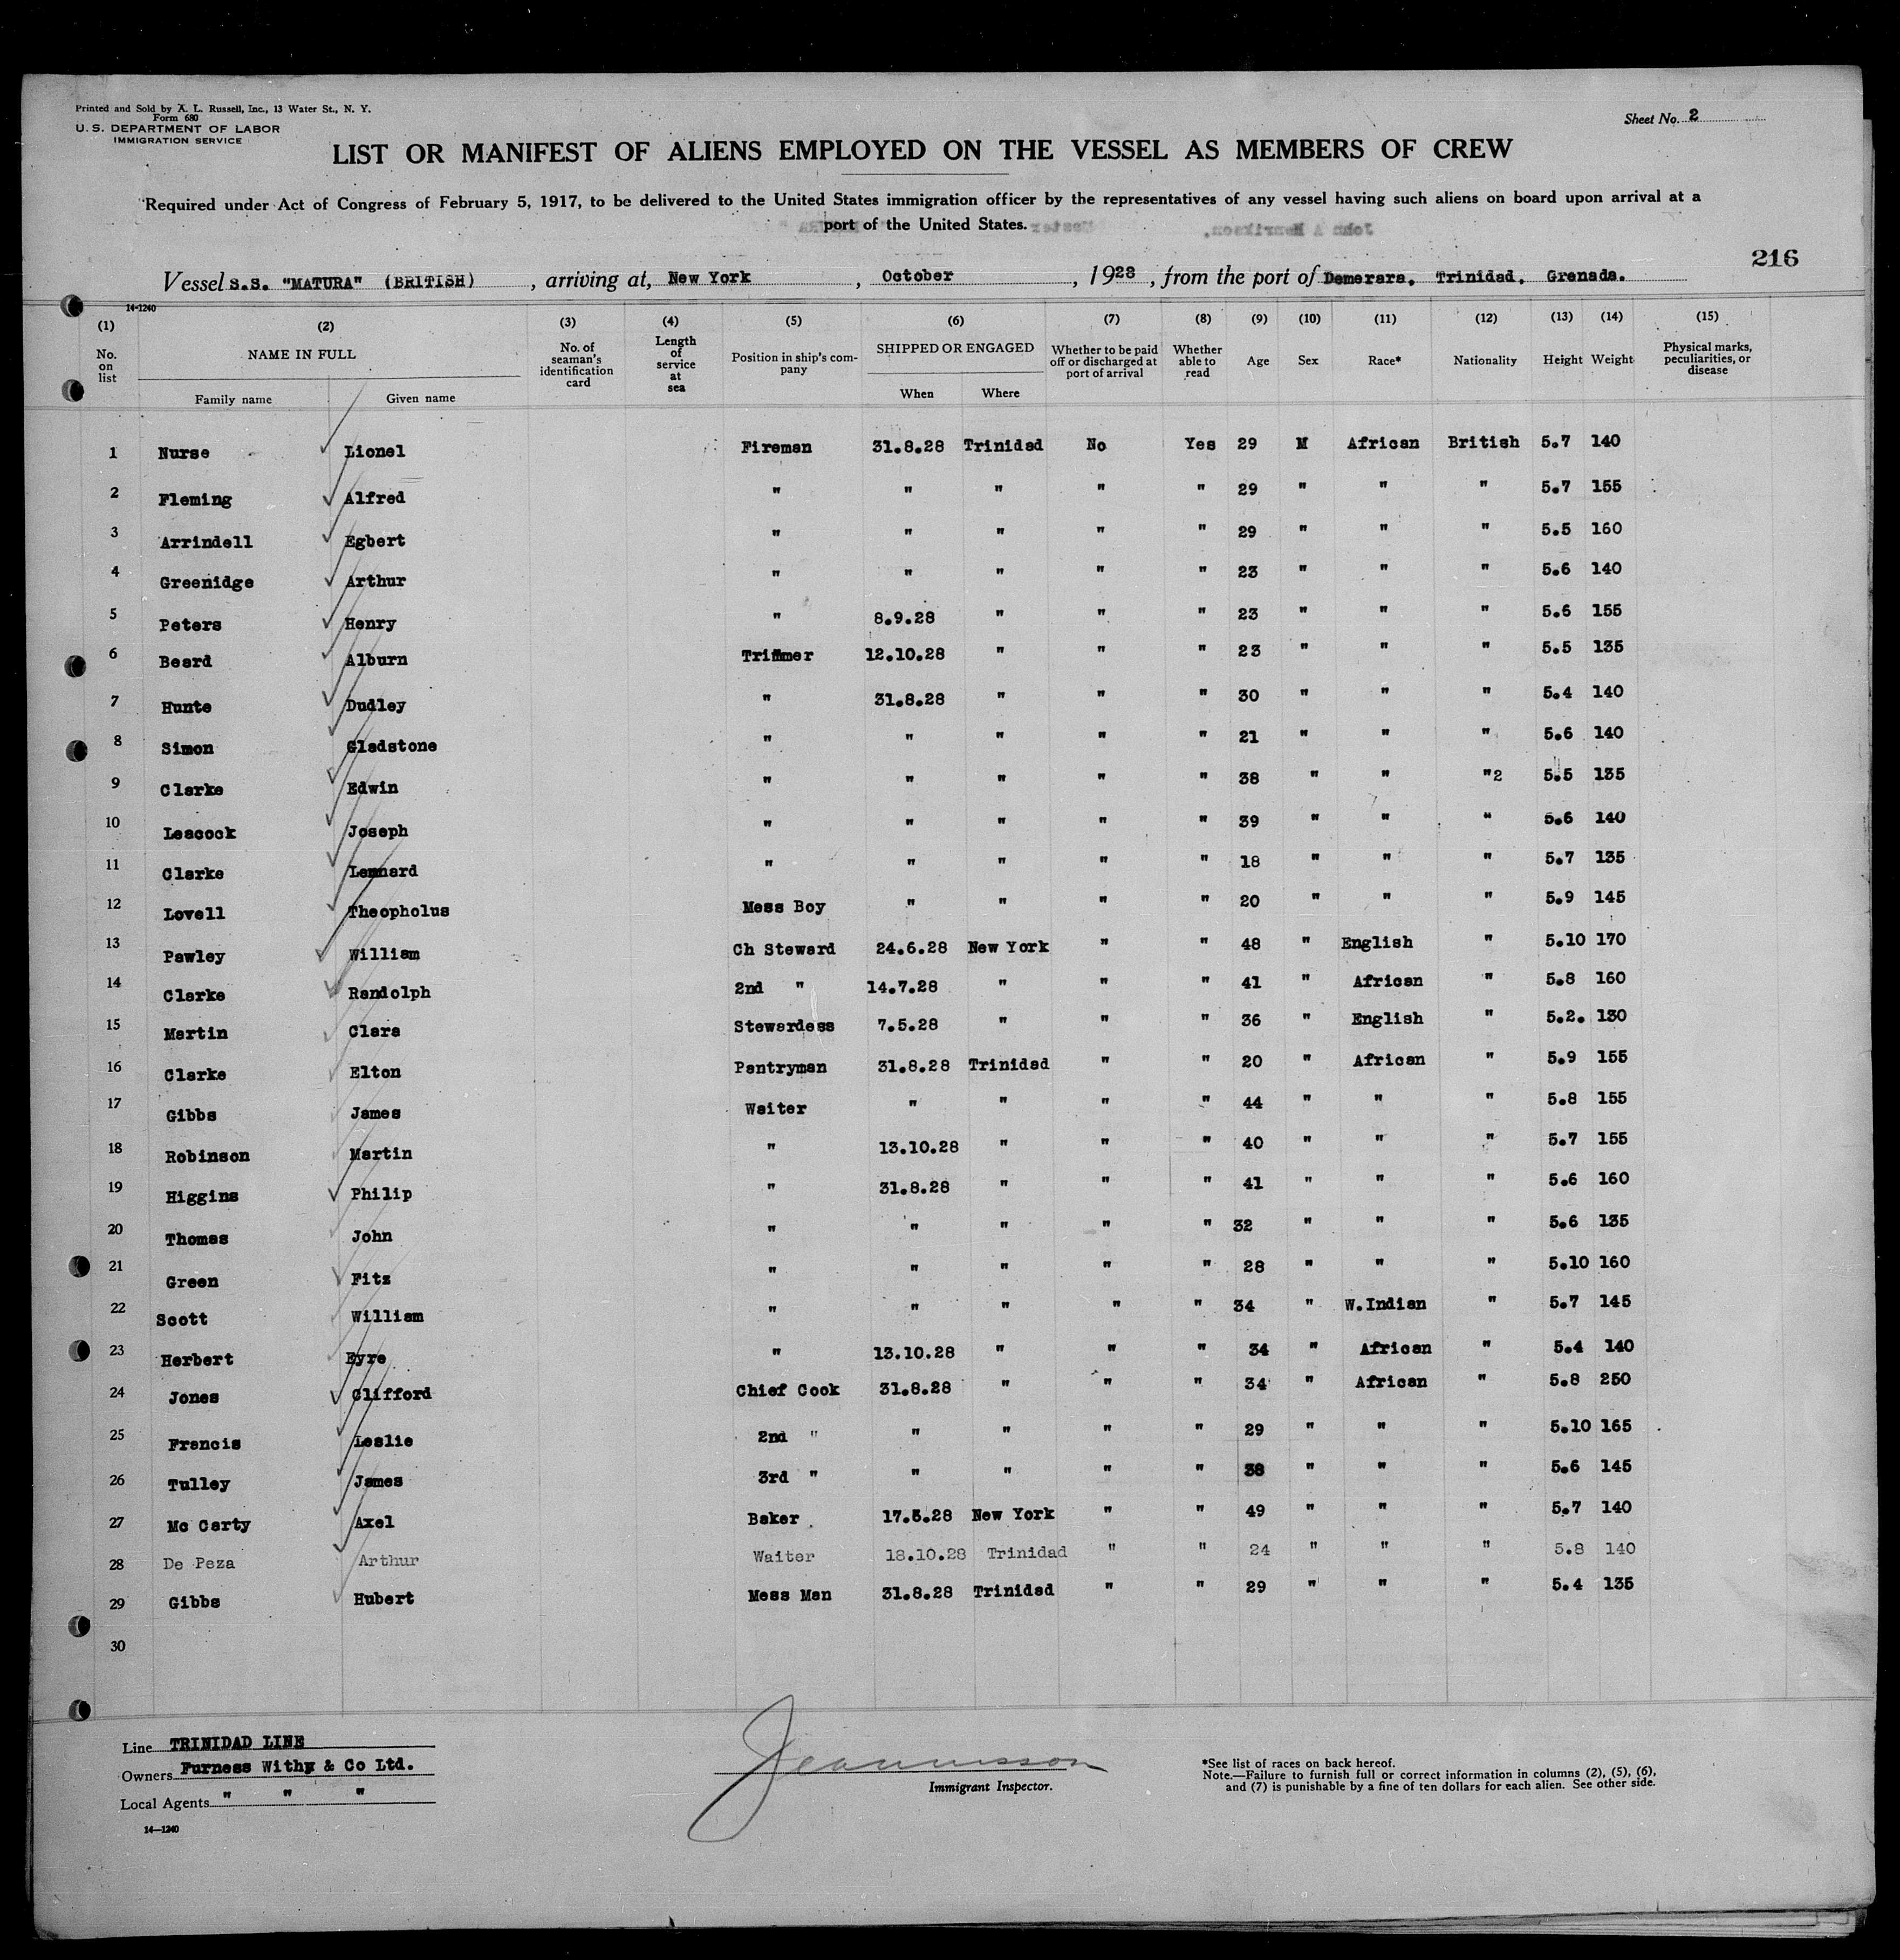 Printed and Sold by A. L. Russell, Inc., 13 Water St., N. Y.
Form 680
U. S. DEPARTMENT OF LABOR
IMMIGRATION SERVICE
Sheet No. 2
LIST OR MANIFEST OF ALIENS EMPLOYED ON THE VESSEL AS MEMBERS OF CREW
Required under Act of Congress of February 5, 1917, to be delivered to the United States immigration officer by the representatives of any vessel having such aliens on board upon arrival at a
port of the United States.
216
Vessel S.S. "MATURA" (BRITISH), arriving at, New York, October, 1928, from the port of Demerara, Trinidad, Grenada.
14-1240
(1) (2) (3) (4) (5) (6) (7) (8) (9) (10) (11) (12) (13) (14) (15)
No. on list NAME IN FULL Family name Given name No. of seaman's identification card Length of service at sea Position in ship's company SHIPPED OR ENGAGED When Where Whether to be paid off or discharged at port of arrival Whether able to read Age Sex Race* Nationality Height Weight Physical marks, peculiarities, or disease
1 Nurse Lionel Fireman 31.8.28 Trinidad No Yes 29 M African British 5.7 140
2 Fleming Alfred " " " " " 29 " " " 5.7 155
3 Arrindell Egbert " " " " " 29 " " " 5.5 160
4 Greenidge Arthur " " " " " 23 " " " 5.6 140
5 Peters Henry " 8.9.28 " " " 23 " " " 5.6 155
6 Beard Alburn Trimmer 12.10.28 " " " 23 " " " 5.5 135
7 Hunte Dudley " 31.8.28 " " " 30 " " " 5.4 140
8 Simon Gladstone " " " " " 21 " " " 5.6 140
9 Clarke Edwin " " " " " 38 " " "2 5.5 135
10 Leacock Joseph " " " " " 39 " " " 5.6 140
11 Clarke Lennard " " " " " 18 " " " 5.7 135
12 Lovell Theopholus Mess Boy " " " " 20 " " " 5.9 145
13 Pawley William Ch Steward 24.6.28 New York " " 48 " English " 5.10 170
14 Clarke Randolph 2nd " 14.7.28 " " " 41 " African " 5.8 160
15 Martin Clara Stewardess 7.5.28 " " " 36 " English " 5.2. 130
16 Clarke Elton Pantryman 31.8.28 Trinidad " " 20 " African " 5.9 155
17 Gibbs James Waiter " " " " 44 " " " 5.8 155
18 Robinson Martin " 13.10.28 " " " 40 " " " 5.7 155
19 Higgins Philip " 31.8.28 " " " 41 " " " 5.6 160
20 Thomas John " " " " " 32 " " " 5.6 135
21 Green Fitz " " " " " 28 " " " 5.10 160
22 Scott William " " " " " 34 " W.Indian " 5.7 145
23 Herbert Eyre " 13.10.28 " " " 34 " African " 5.4 140
24 Jones Clifford Chief Cook 31.8.28 " " " 34 " African " 5.8 250
25 Francis Leslie 2nd " " " " " 29 " " " 5.10 165
26 Tulley James 3rd " " " " " 38 " " " 5.6 145
27 Mc Carty Axel Baker 17.5.28 New York " " 49 " " " 5.7 140
28 De Peza Arthur Waiter 18.10.28 Trinidad " " 24 " " " 5.8 140
29 Gibbs Hubert Mess Man 31.8.28 Trinidad " " 29 " " " 5.4 135
30
Line TRINIDAD LINE
Owners Furness Withy & Co Ltd.
Local Agents " " "
14—1240
Immigrant Inspector.
*See list of races on back hereof.
Note.—Failure to furnish full or correct information in columns (2), (5), (6),
and (7) is punishable by a fine of ten dollars for each alien. See other side.